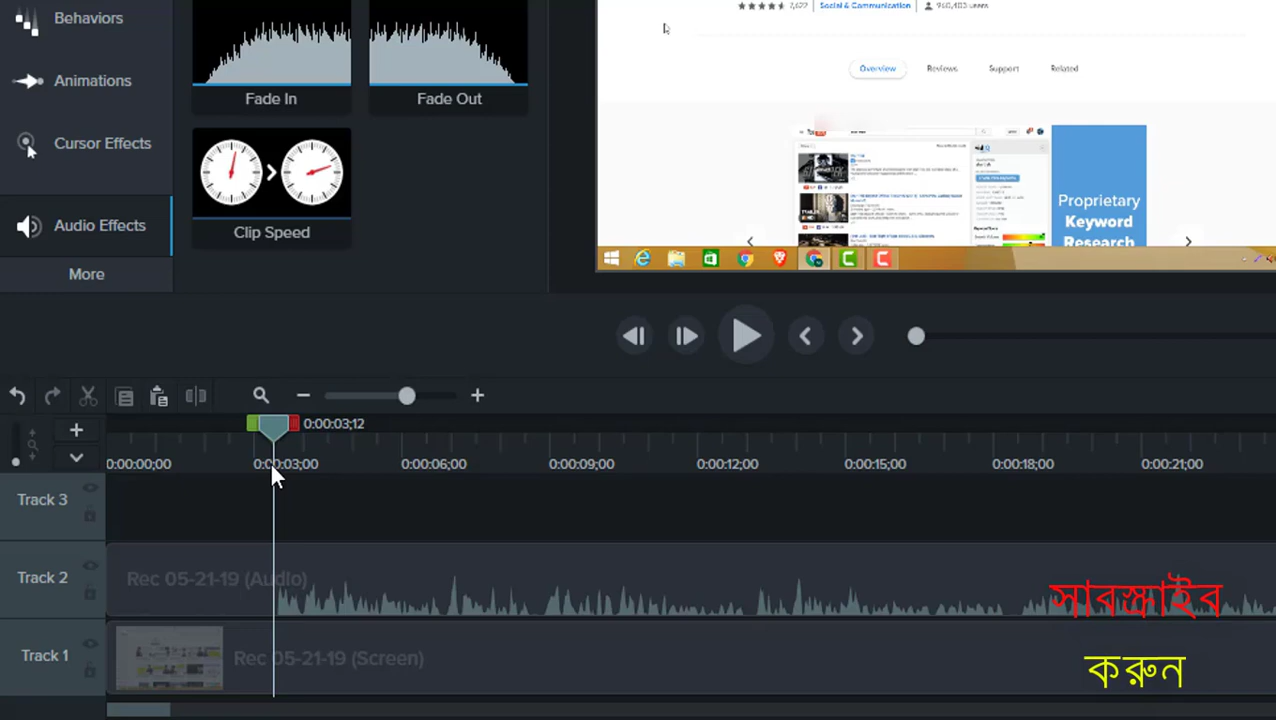 Behaviors
Animations
Cursor Effects
Audio Effects
More
Fade In
Fade Out
Clip Speed
7,627 Social & Communication
Overview Reviews Support Related
Proprietary
Keyword
Research
0:00:03;12
0:00:00;00 0:00:03;00 0:00:06;00 0:00:09;00 0:00:12;00 0:00:15;00 0:00:18;00 0:00:21;00
Track 3
Track 2
Rec 05-21-19 (Audio)
Track 1
Rec 05-21-19 (Screen)
সাবস্ক্রাইব
করুন